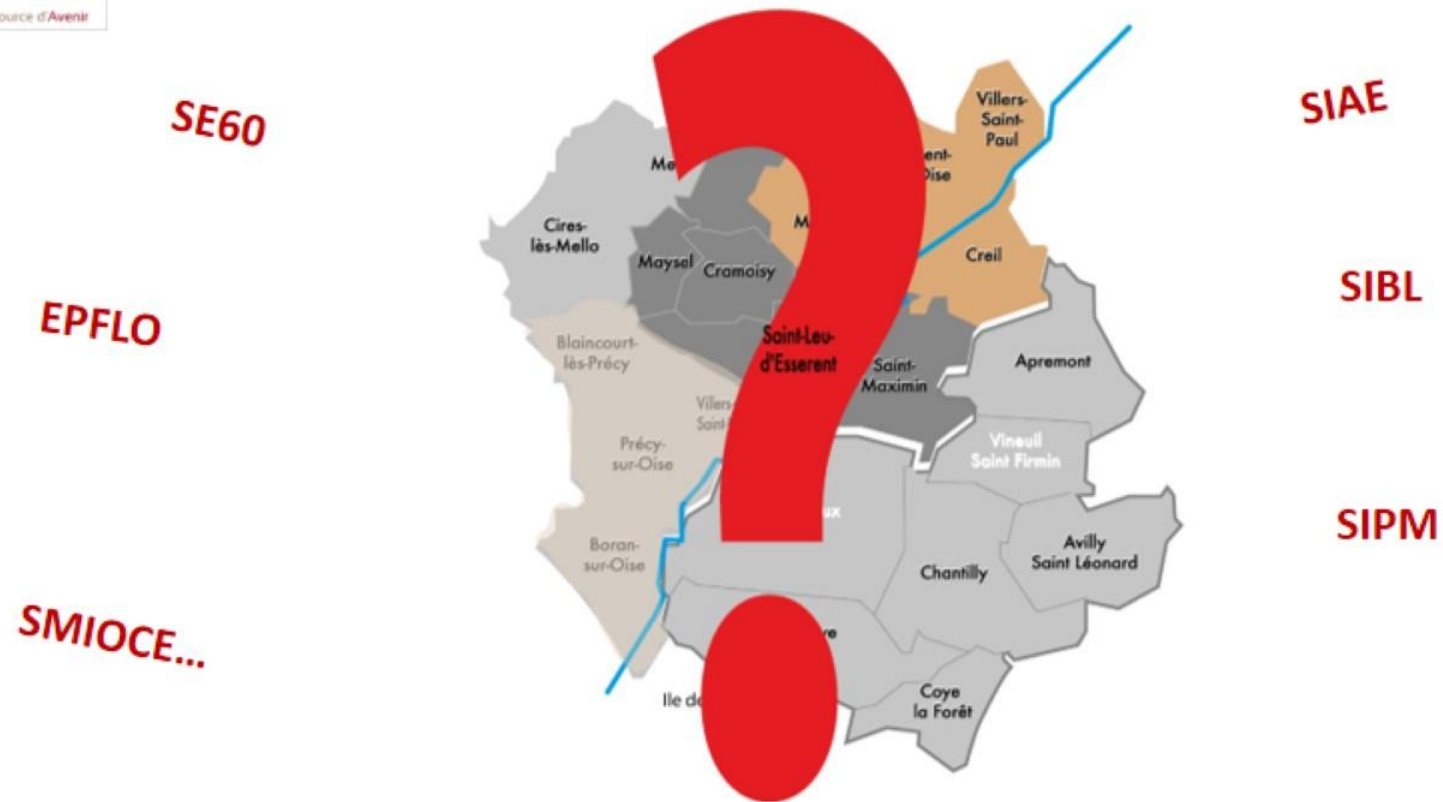 d'Avenir
SE60
EPFLO
SMIOCE...
SIAE
SIBL
SIPM
Villers-
Saint-
Paul
Cires-
lès-Mello
Maysel
Cramoisy
Creil
Blaincourt-
lès-Précy
Saint-Leu-
d'Esserent
Saint-
Maximin
Apremont
Précy-
sur-Oise
Vineuil
Saint Firmin
Boran-
sur-Oise
Chantilly
Avilly
Saint Léonard
Ile
Coye
la Forêt